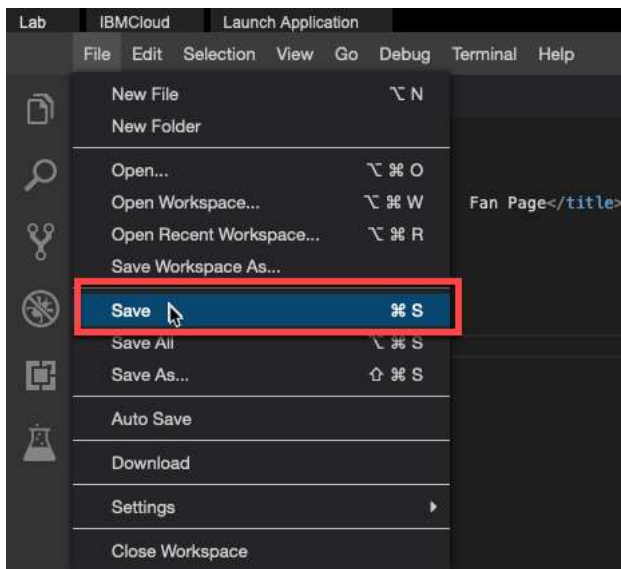 Lab IBMCloud Launch Application
File Edit Selection View Go Debug Terminal Help
New File ⌥ N
New Folder
Open... ⌥ ⌘ O
Open Workspace... ⌥ ⌘ W
Fan Page</title>
Open Recent Workspace... ⌥ ⌘ R
Save Workspace As...
Save ⌘ S
Save All ⌥ ⌘ S
Save As... ⇧ ⌘ S
Auto Save
Download
Settings
Close Workspace